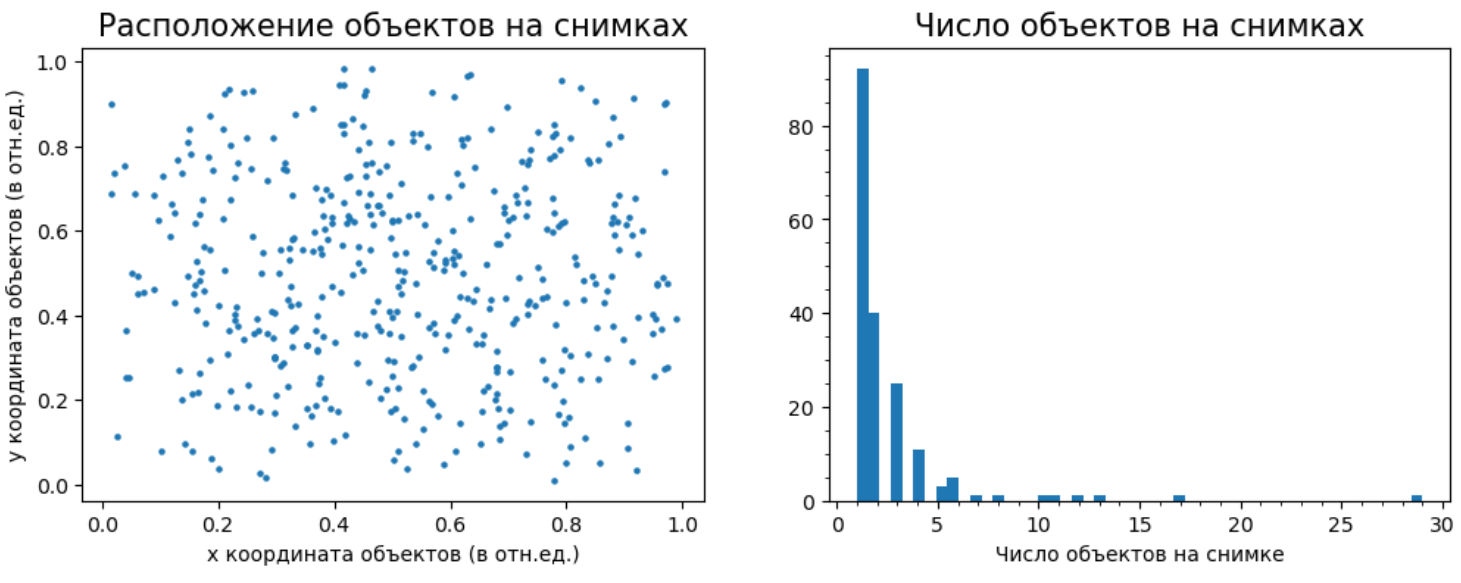 Расположение объектов на снимках
1.0
0.8
0.6
0.4
0.2
0.0
y координата объектов (в отн.ед.)
0.0 0.2 0.4 0.6 0.8 1.0
x координата объектов (в отн.ед.)
Число объектов на снимках
80
60
40
20
0
0 5 10 15 20 25 30
Число объектов на снимке